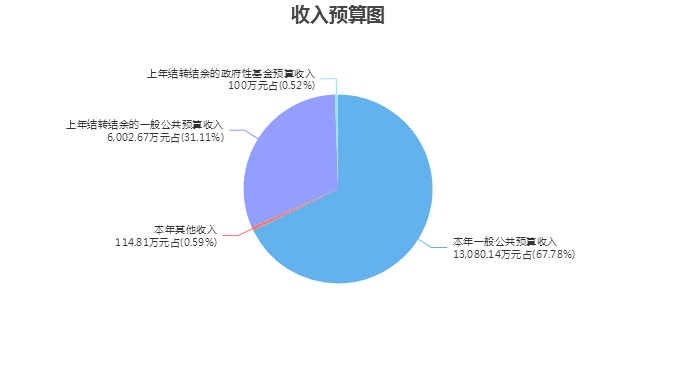 收入预算图
上年结转结余的政府性基金预算收入
100万元占(0.52%)
上年结转结余的一般公共预算收入
6,002.67万元占(31.11%)
本年其他收入
114.81万元占(0.59%)
本年一般公共预算收入
13,080.14万元占(67.78%)